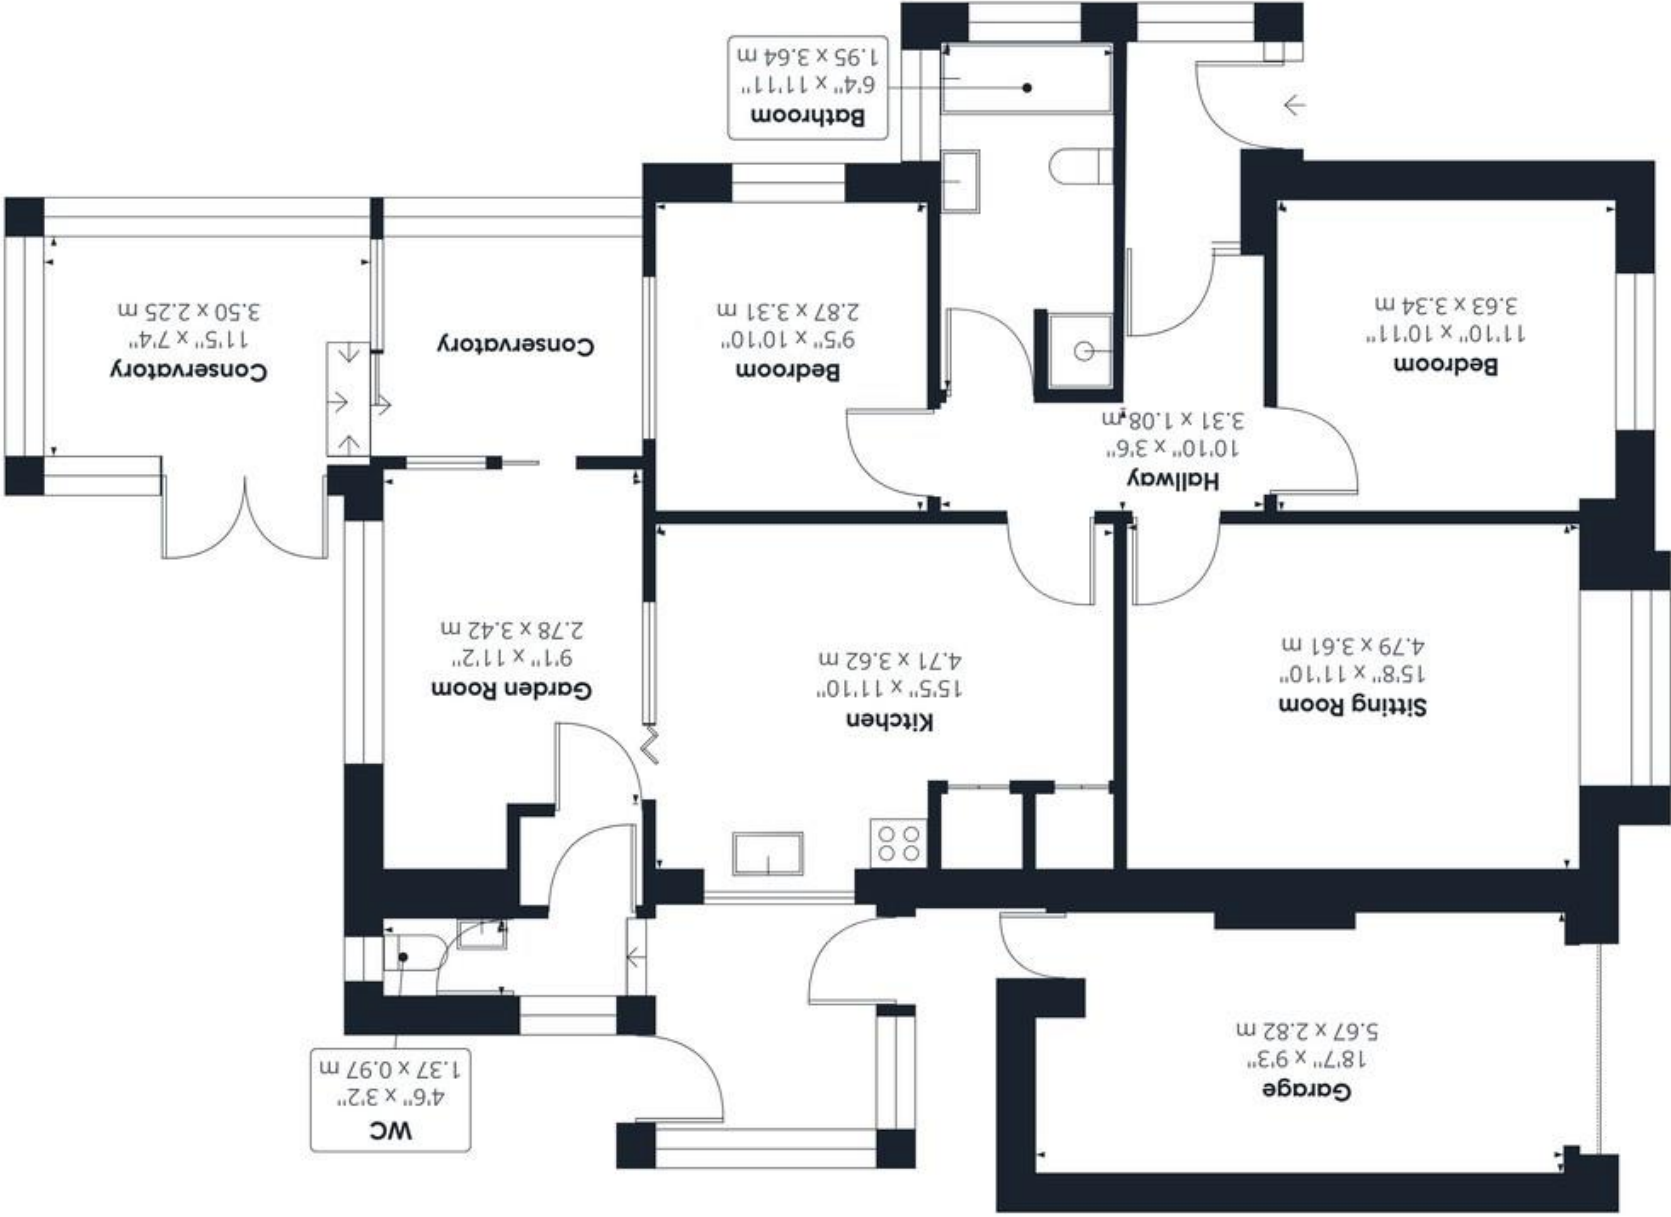 Garage
18'7" x 9'3"
5.67 x 2.82 m
WC
4'6" x 3'2"
1.37 x 0.97 m
Sitting Room
15'8" x 11'10"
4.79 x 3.61 m
Kitchen
15'5" x 11'10"
4.71 x 3.62 m
Garden Room
9'1" x 11'2"
2.78 x 3.42 m
Hallway
10'10" x 3'6"
3.31 x 1.08 m
Bedroom
11'10" x 10'11"
3.63 x 3.34 m
Bedroom
9'5" x 10'10"
2.87 x 3.31 m
Conservatory
Conservatory
11'5" x 7'4"
3.50 x 2.25 m
Bathroom
6'4" x 11'11"
1.95 x 3.64 m